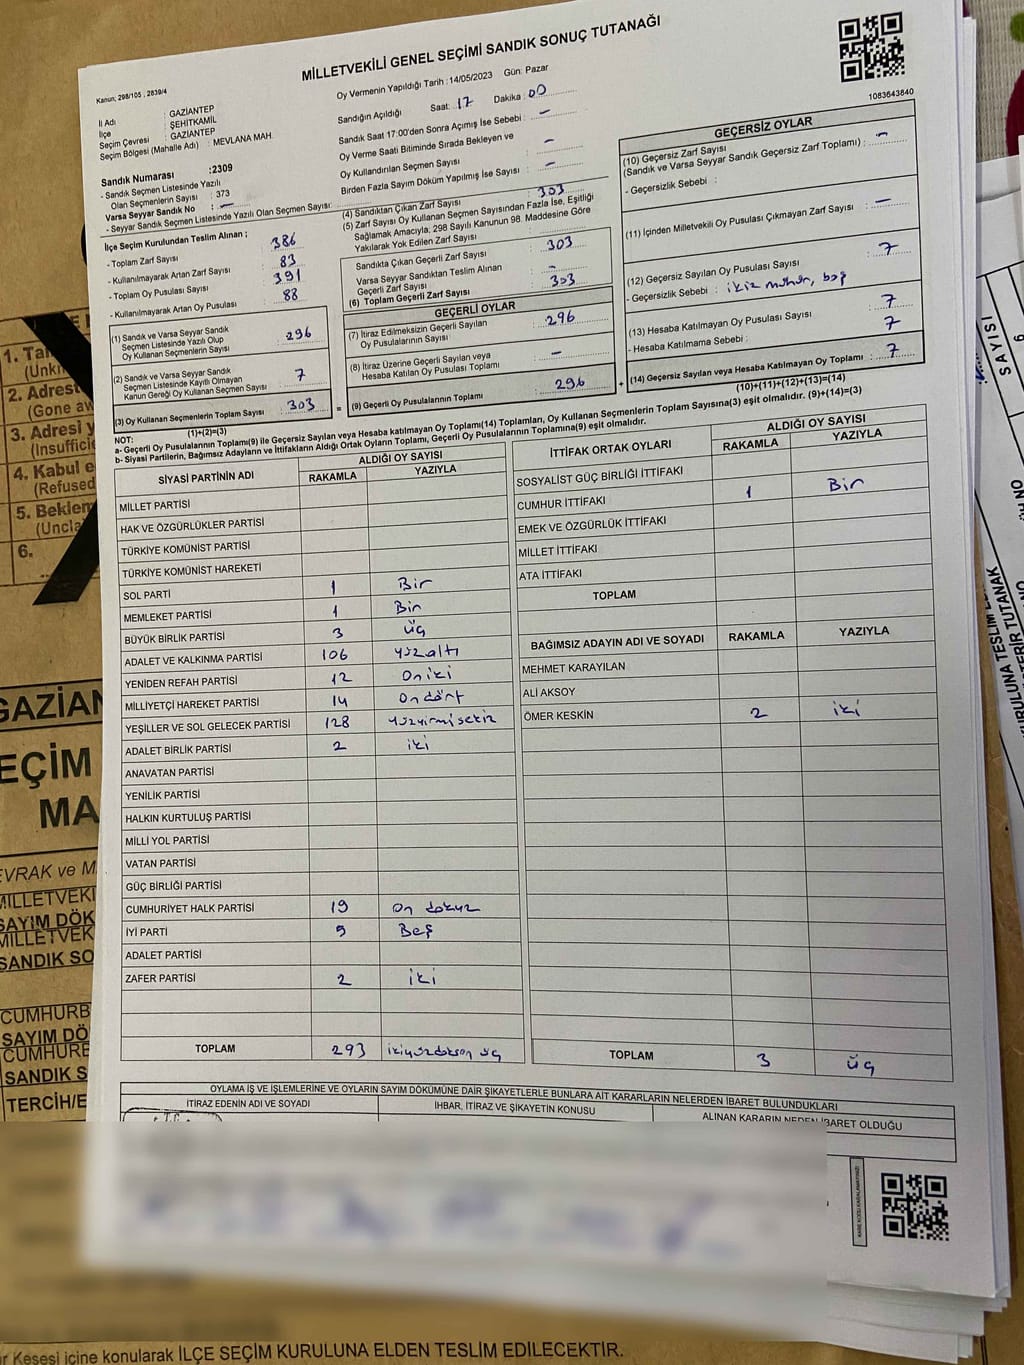 MİLLETVEKİLİ GENEL SEÇİMİ SANDIK SONUÇ TUTANAĞI
Kanun; 298/105 , 2839/4
İl Adı : GAZİANTEP
İlçe : ŞEHİTKAMİL
Seçim Çevresi : GAZİANTEP
Seçim Bölgesi (Mahalle Adı) : MEVLANA MAH.
Sandık Numarası :2309
- Sandık Seçmen Listesinde Yazılı
Olan Seçmenlerin Sayısı : 373
Varsa Seyyar Sandık No : –
- Seyyar Sandık Seçmen Listesinde Yazılı Olan Seçmen Sayısı:
Oy Vermenin Yapıldığı Tarih : 14/05/2023 Gün: Pazar
Sandığın Açıldığı Saat: 17 Dakika : 00
Sandık Saat 17:00'den Sonra Açımış İse Sebebi : –
Oy Verme Saati Bitiminde Sırada Bekleyen ve
Oy Kullandırılan Seçmen Sayısı –
Birden Fazla Sayım Döküm Yapılmış İse Sayısı –
1083643840
İlçe Seçim Kurulundan Teslim Alınan ;
- Toplam Zarf Sayısı : 386
- Kullanılmayarak Artan Zarf Sayısı : 83
- Toplam Oy Pusulası Sayısı : 391
- Kullanılmayarak Artan Oy Pusulası : 88
(1) Sandık ve Varsa Seyyar Sandık
Seçmen Listesinde Yazılı Olup
Oy Kullanan Seçmenlerin Sayısı : 296
(2) Sandık ve Varsa Seyyar Sandık
Seçmen Listesinde Kayıtlı Olmayan
Kanun Gereği Oy Kullanan Seçmen Sayısı : 7
(3) Oy Kullanan Seçmenlerin Toplam Sayısı : 303
(1)+(2)=(3)
(4) Sandıktan Çıkan Zarf Sayısı : 303
(5) Zarf Sayısı Oy Kullanan Seçmen Sayısından Fazla İse, Eşitliği
Sağlamak Amacıyla; 298 Sayılı Kanunun 98. Maddesine Göre
Yakılarak Yok Edilen Zarf Sayısı
Sandıkta Çıkan Geçerli Zarf Sayısı : 303
Varsa Seyyar Sandıktan Teslim Alınan
Geçerli Zarf Sayısı : –
(6) Toplam Geçerli Zarf Sayısı : 303
GEÇERLİ OYLAR
(7) İtiraz Edilmeksizin Geçerli Sayılan
Oy Pusulalarının Sayısı : 296
(8) İtiraz Üzerine Geçerli Sayılan veya
Hesaba Katılan Oy Pusulası Toplamı : –
(9) Geçerli Oy Pusulalarının Toplamı : 296
GEÇERSİZ OYLAR
(10) Geçersiz Zarf Sayısı
(Sandık ve Varsa Seyyar Sandık Geçersiz Zarf Toplamı) : –
- Geçersizlik Sebebi :
(11) İçinden Milletvekili Oy Pusulası Çıkmayan Zarf Sayısı : –
(12) Geçersiz Sayılan Oy Pusulası Sayısı : 7
- Geçersizlik Sebebi : ikiz mühür, boş
(13) Hesaba Katılmayan Oy Pusulası Sayısı : 7
- Hesaba Katılmama Sebebi : 7
(14) Geçersiz Sayılan veya Hesaba Katılmayan Oy Toplamı : 7
(10)+(11)+(12)+(13)=(14)
NOT:
a- Geçerli Oy Pusulalarının Toplamı(9) ile Geçersiz Sayılan veya Hesaba katılmayan Oy Toplamı(14) Toplamları, Oy Kullanan Seçmenlerin Toplam Sayısına(3) eşit olmalıdır. (9)+(14)=(3)
b- Siyasi Partilerin, Bağımsız Adayların ve İttifakların Aldığı Ortak Oyların Toplamı, Geçerli Oy Pusulalarının Toplamına(9) eşit olmalıdır.
SİYASİ PARTİNİN ADI ALDIĞI OY SAYISI
RAKAMLA YAZIYLA
MİLLET PARTİSİ
HAK VE ÖZGÜRLÜKLER PARTİSİ
TÜRKİYE KOMÜNİST PARTİSİ
TÜRKİYE KOMÜNİST HAREKETİ
SOL PARTİ 1 Bir
MEMLEKET PARTİSİ 1 Bir
BÜYÜK BİRLİK PARTİSİ 3 üç
ADALET VE KALKINMA PARTİSİ 106 yüzaltı
YENİDEN REFAH PARTİSİ 12 Oniki
MİLLİYETÇİ HAREKET PARTİSİ 14 Ondört
YEŞİLLER VE SOL GELECEK PARTİSİ 128 yüzyirmisekiz
ADALET BİRLİK PARTİSİ 2 iki
ANAVATAN PARTİSİ
YENİLİK PARTİSİ
HALKIN KURTULUŞ PARTİSİ
MİLLİ YOL PARTİSİ
VATAN PARTİSİ
GÜÇ BİRLİĞİ PARTİSİ
CUMHURİYET HALK PARTİSİ 19 On dokuz
İYİ PARTİ 5 Beş
ADALET PARTİSİ
ZAFER PARTİSİ 2 iki
TOPLAM 293 ikiyüzdoksan üç
İTTİFAK ORTAK OYLARI ALDIĞI OY SAYISI
RAKAMLA YAZIYLA
SOSYALİST GÜÇ BİRLİĞİ İTTİFAKI
CUMHUR İTTİFAKI 1 Bir
EMEK VE ÖZGÜRLÜK İTTİFAKI
MİLLET İTTİFAKI
ATA İTTİFAKI
TOPLAM
BAĞIMSIZ ADAYIN ADI VE SOYADI RAKAMLA YAZIYLA
MEHMET KARAYILAN
ALİ AKSOY
ÖMER KESKİN 2 iki
TOPLAM 3 üç
OYLAMA İŞ VE İŞLEMLERİNE VE OYLARIN SAYIM DÖKÜMÜNE DAİR ŞİKAYETLERLE BUNLARA AİT KARARLARIN NELERDEN İBARET BULUNDUKLARI
İTİRAZ EDENİN ADI VE SOYADI İHBAR, İTİRAZ VE ŞİKAYETİN KONUSU ALINAN KARARIN NEDEN İBARET OLDUĞU
1. Ta
(Unkn
2. Adrest
(Gone aw
3. Adresi y
(Insuffici
4. Kabul e
(Refused
5. Beklen
(Uncla
6.
GAZİAN
EÇİM
MA
EVRAK ve M
MİLLETVEKİ
SAYIM DÖK
MİLLETVEK
SANDIK SO
CUMHURB
SAYIM DÖ
CUMHURB
SANDIK S
TERCİH/E
SAYISI
6
KURULUNA TESLİM
TERİR TUTANAK
Kesesi içine konularak İLÇE SEÇİM KURULUNA ELDEN TESLİM EDİLECEKTİR.